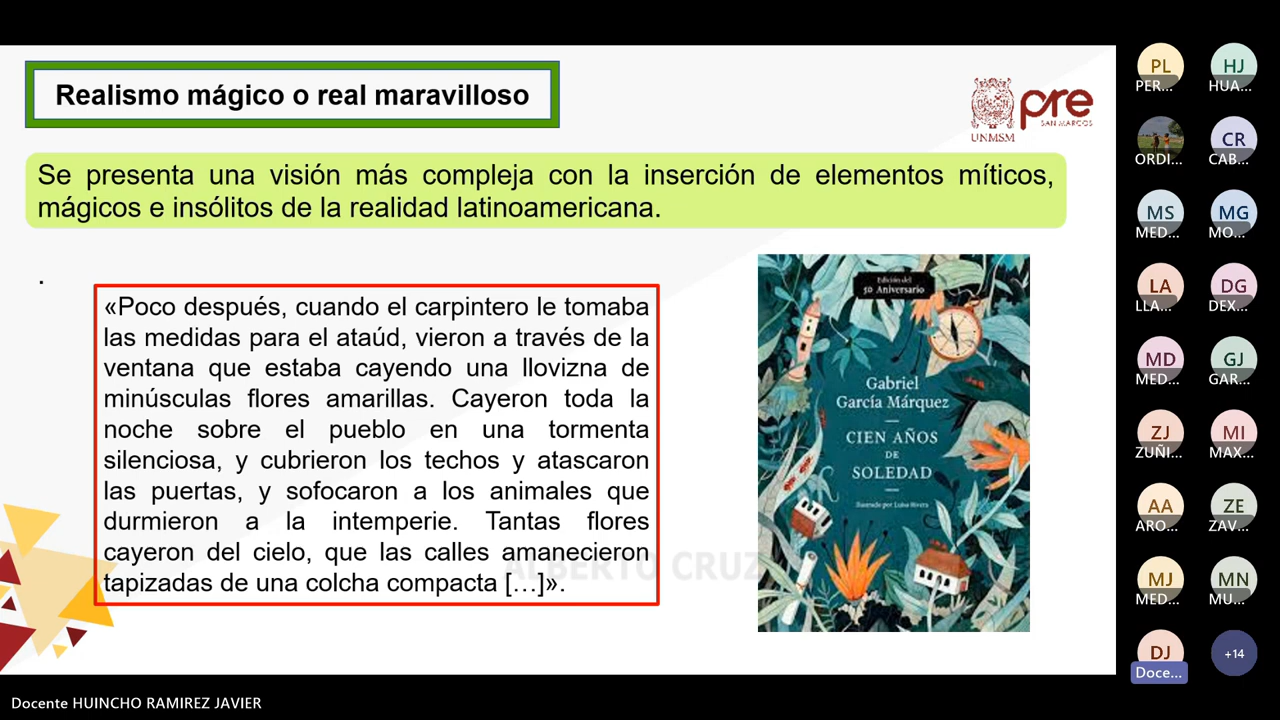 Realismo mágico o real maravilloso
UNMSM
pre
SAN MARCOS
Se presenta una visión más compleja con la inserción de elementos míticos,
mágicos e insólitos de la realidad latinoamericana.
.
«Poco después, cuando el carpintero le tomaba
las medidas para el ataúd, vieron a través de la
ventana que estaba cayendo una llovizna de
minúsculas flores amarillas. Cayeron toda la
noche sobre el pueblo en una tormenta
silenciosa, y cubrieron los techos y atascaron
las puertas, y sofocaron a los animales que
durmieron a la intemperie. Tantas flores
cayeron del cielo, que las calles amanecieron
tapizadas de una colcha compacta […]».
ALBERTO CRUZ
Edición del
50 Aniversario
Gabriel
García Márquez
CIEN AÑOS
DE
SOLEDAD
Ilustrado por Luisa Rivera
PL
PER...
HJ
HUA...
ORDI...
CR
CAB...
MS
MED...
MG
MO...
LA
LLA...
DG
DEX...
MD
MED...
GJ
GAR...
ZJ
ZUÑI...
MI
MAX...
AA
ARO...
ZE
ZAV...
MJ
MED...
MN
MU...
DJ
Doce...
+14
Docente HUINCHO RAMIREZ JAVIER